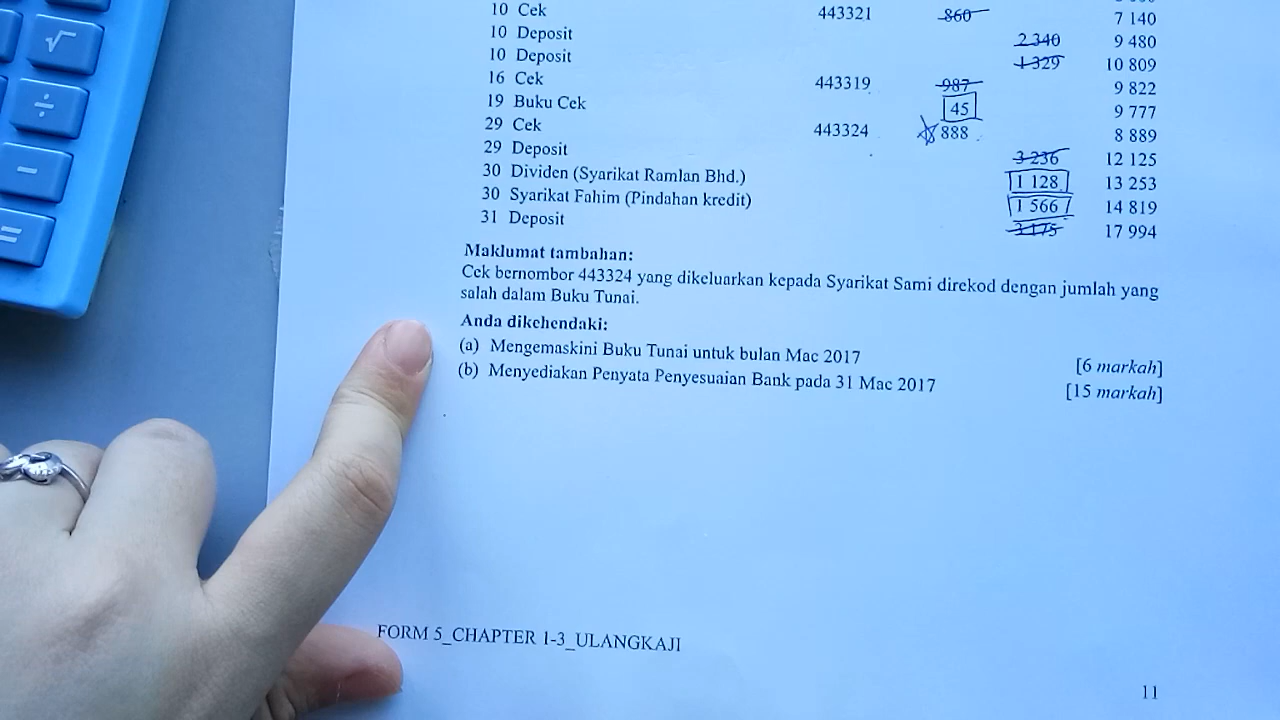 10 Cek 443321 860 7 140
10 Deposit 2 340 9 480
10 Deposit 1 329 10 809
16 Cek 443319 987 9 822
19 Buku Cek 45 9 777
29 Cek 443324 888 8 889
29 Deposit 3 236 12 125
30 Dividen (Syarikat Ramlan Bhd.) 1 128 13 253
30 Syarikat Fahim (Pindahan kredit) 1 566 14 819
31 Deposit 3 175 17 994
Maklumat tambahan:
Cek bernombor 443324 yang dikeluarkan kepada Syarikat Sami direkod dengan jumlah yang
salah dalam Buku Tunai.
Anda dikehendaki:
(a) Mengemaskini Buku Tunai untuk bulan Mac 2017 [6 markah]
(b) Menyediakan Penyata Penyesuaian Bank pada 31 Mac 2017 [15 markah]
FORM 5_CHAPTER 1-3_ULANGKAJI
11
√
÷
−
=